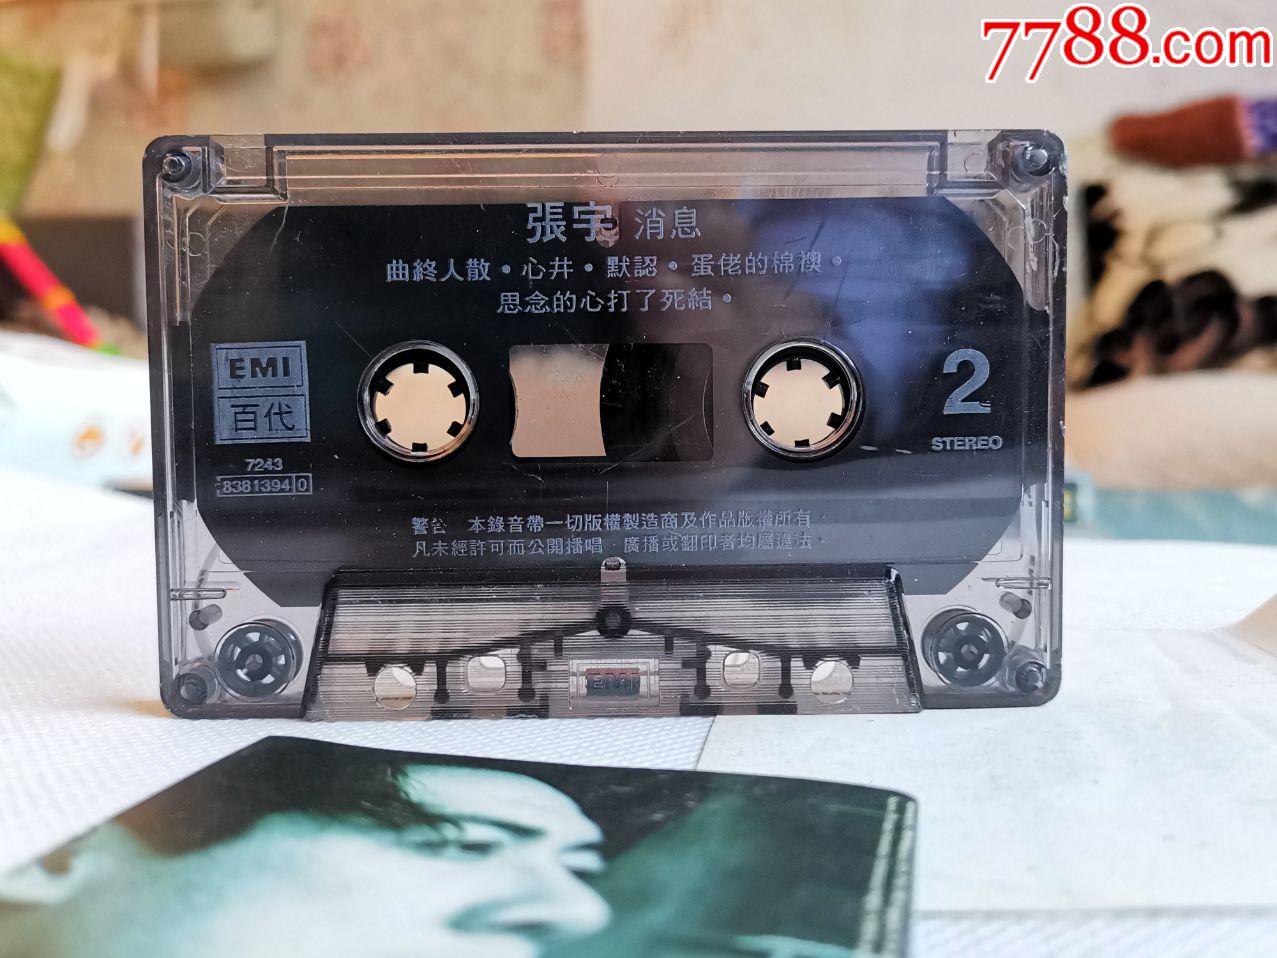 7788.com
張宇 消息
曲終人散·心井·默認·蛋佬的棉襖·
思念的心打了死結·
EMI
百代
7243
8381394 0
2
STEREO
警告 本錄音帶一切版權製造商及作品版權所有·
凡未經許可而公開播唱·廣播或翻印者均屬違法·